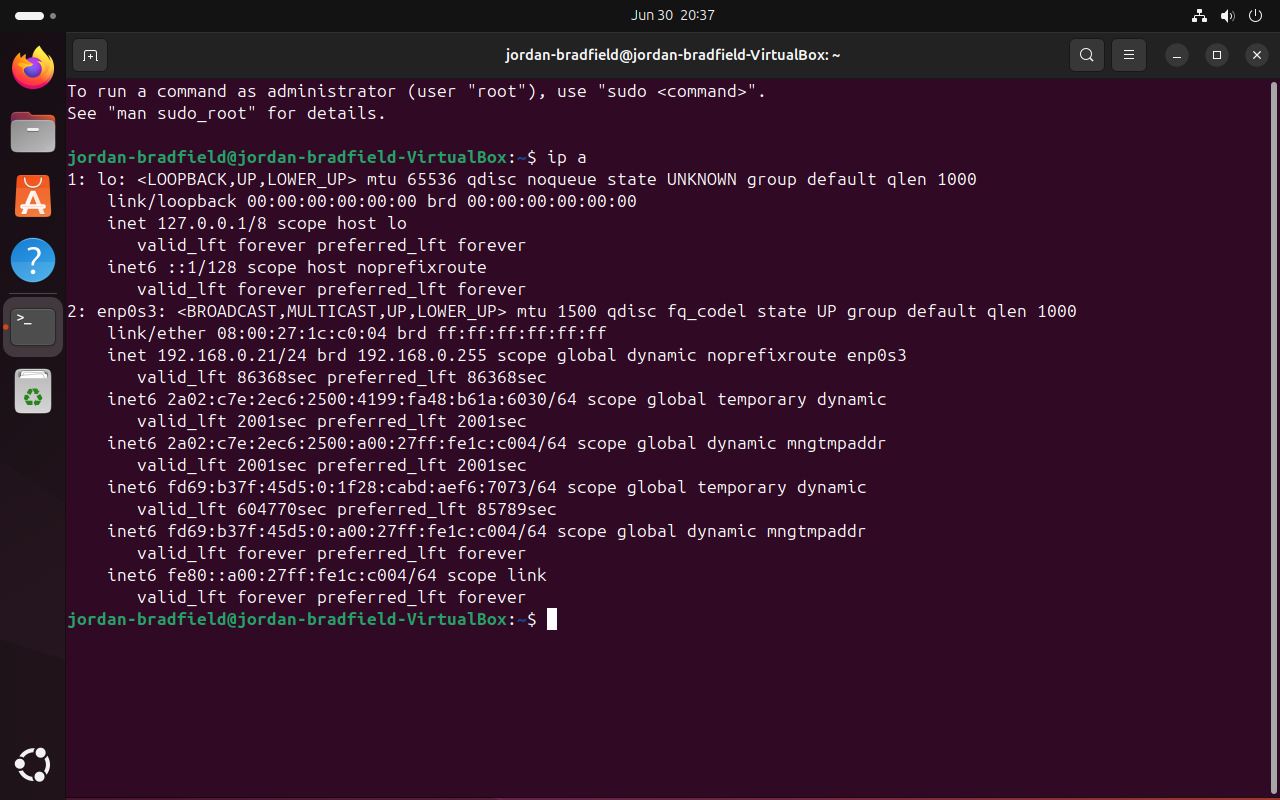 Jun 30 20:37
jordan-bradfield@jordan-bradfield-VirtualBox: ~
To run a command as administrator (user "root"), use "sudo <command>".
See "man sudo_root" for details.
jordan-bradfield@jordan-bradfield-VirtualBox:~$ ip a
1: lo: <LOOPBACK,UP,LOWER_UP> mtu 65536 qdisc noqueue state UNKNOWN group default qlen 1000
    link/loopback 00:00:00:00:00:00 brd 00:00:00:00:00:00
    inet 127.0.0.1/8 scope host lo
       valid_lft forever preferred_lft forever
    inet6 ::1/128 scope host noprefixroute
       valid_lft forever preferred_lft forever
2: enp0s3: <BROADCAST,MULTICAST,UP,LOWER_UP> mtu 1500 qdisc fq_codel state UP group default qlen 1000
    link/ether 08:00:27:1c:c0:04 brd ff:ff:ff:ff:ff:ff
    inet 192.168.0.21/24 brd 192.168.0.255 scope global dynamic noprefixroute enp0s3
       valid_lft 86368sec preferred_lft 86368sec
    inet6 2a02:c7e:2ec6:2500:4199:fa48:b61a:6030/64 scope global temporary dynamic
       valid_lft 2001sec preferred_lft 2001sec
    inet6 2a02:c7e:2ec6:2500:a00:27ff:fe1c:c004/64 scope global dynamic mngtmpaddr
       valid_lft 2001sec preferred_lft 2001sec
    inet6 fd69:b37f:45d5:0:1f28:cabd:aef6:7073/64 scope global temporary dynamic
       valid_lft 604770sec preferred_lft 85789sec
    inet6 fd69:b37f:45d5:0:a00:27ff:fe1c:c004/64 scope global dynamic mngtmpaddr
       valid_lft forever preferred_lft forever
    inet6 fe80::a00:27ff:fe1c:c004/64 scope link
       valid_lft forever preferred_lft forever
jordan-bradfield@jordan-bradfield-VirtualBox:~$